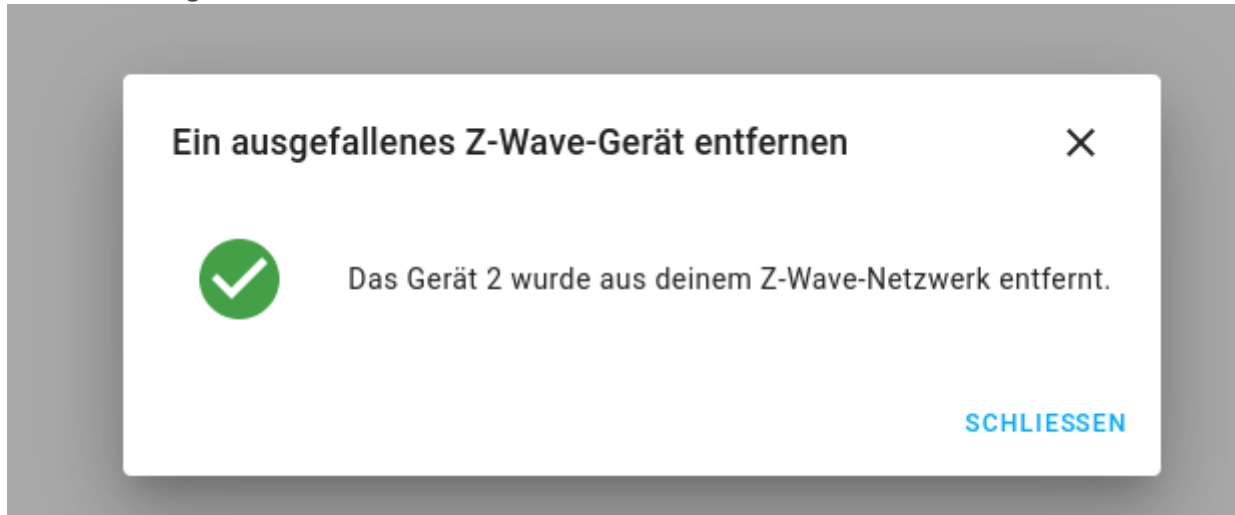 Ein ausgefallenes Z-Wave-Gerät entfernen
Das Gerät 2 wurde aus deinem Z-Wave-Netzwerk entfernt.
SCHLIESSEN